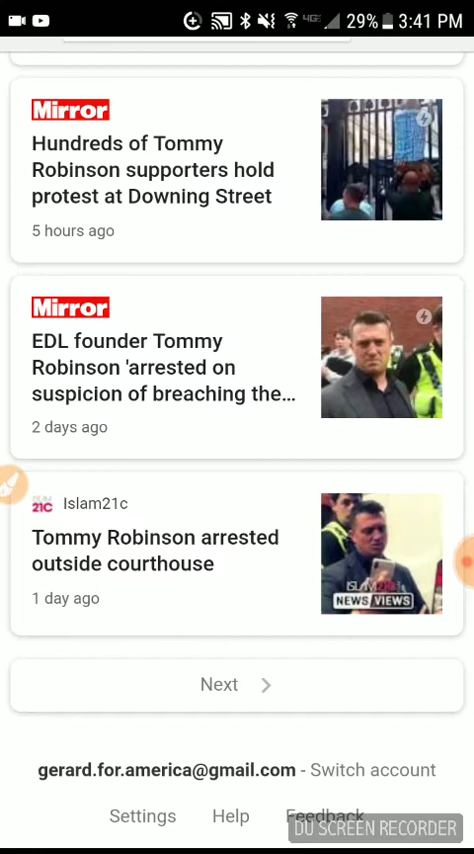 4G 29% 3:41 PM
Mirror
Hundreds of Tommy
Robinson supporters hold
protest at Downing Street
5 hours ago
Mirror
EDL founder Tommy
Robinson 'arrested on
suspicion of breaching the...
2 days ago
21C Islam21c
Tommy Robinson arrested
outside courthouse
1 day ago
NEWS VIEWS
Next
gerard.for.america@gmail.com - Switch account
Settings Help Feedback
DU SCREEN RECORDER